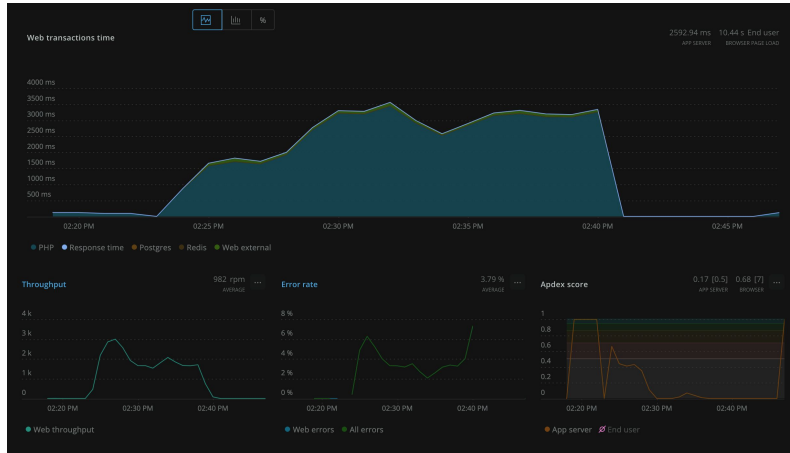 %
Web transactions time
2592.94 ms 10.44 s End user
APP SERVER BROWSER PAGE LOAD
4000 ms
3500 ms
3000 ms
2500 ms
2000 ms
1500 ms
1000 ms
500 ms
02:20 PM 02:25 PM 02:30 PM 02:35 PM 02:40 PM 02:45 PM
PHP Response time Postgres Redis Web external
Throughput
982 rpm
AVERAGE
...
4 k
3 k
2 k
1 k
0
02:20 PM 02:30 PM 02:40 PM
Web throughput
Error rate
3.79 %
AVERAGE
...
8 %
6 %
4 %
2 %
0 %
02:20 PM 02:30 PM 02:40 PM
Web errors All errors
Apdex score
0.17 [0.5] 0.68 [7]
APP SERVER BROWSER
...
1
0.8
0.6
0.4
0.2
0
02:20 PM 02:30 PM 02:40 PM
App server End user